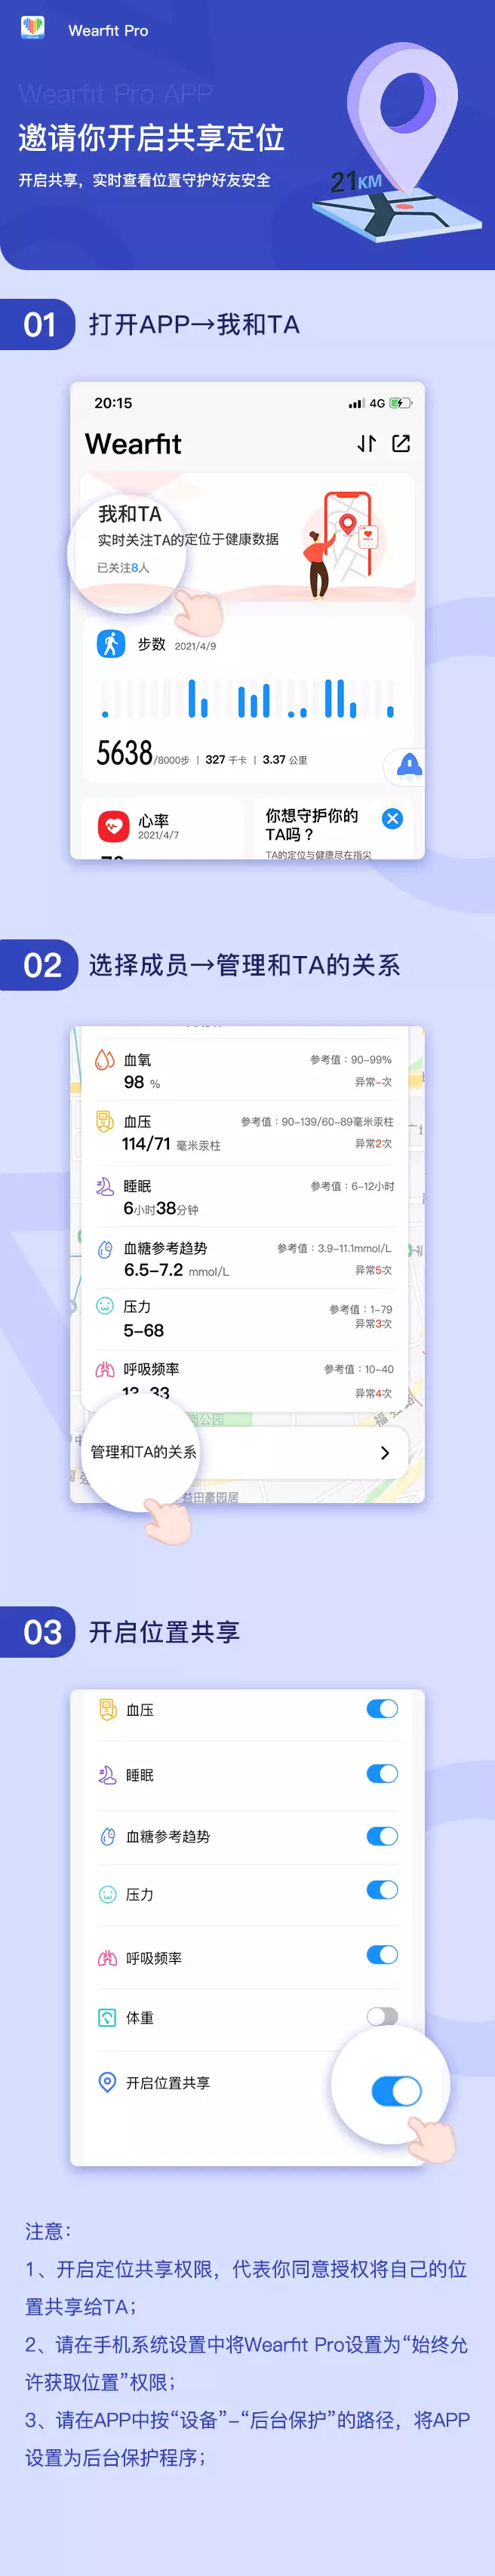 Wearfit Pro
Wearfit Pro APP
邀请你开启共享定位
开启共享，实时查看位置守护好友安全
21KM
01 打开APP→我和TA
20:15
4G
Wearfit
我和TA
实时关注TA的定位于健康数据
已关注8人
步数 2021/4/9
5638/8000步 | 327 千卡 | 3.37 公里
心率
2021/4/7
你想守护你的
TA吗？
TA的定位与健康尽在指尖
02 选择成员→管理和TA的关系
血氧 参考值：90-99%
98 % 异常-次
血压 参考值：90-139/60-89毫米汞柱
114/71 毫米汞柱 异常2次
睡眠 参考值：6-12小时
6小时38分钟
血糖参考趋势 参考值：3.9-11.1mmol/L
6.5-7.2 mmol/L 异常5次
压力 参考值：1-79
5-68 异常3次
呼吸频率 参考值：10-40
异常4次
管理和TA的关系
益田豪园居
03 开启位置共享
血压
睡眠
血糖参考趋势
压力
呼吸频率
体重
开启位置共享
注意：
1、开启定位共享权限，代表你同意授权将自己的位
置共享给TA；
2、请在手机系统设置中将Wearfit Pro设置为“始终允
许获取位置”权限；
3、请在APP中按“设备”-“后台保护”的路径，将APP
设置为后台保护程序；